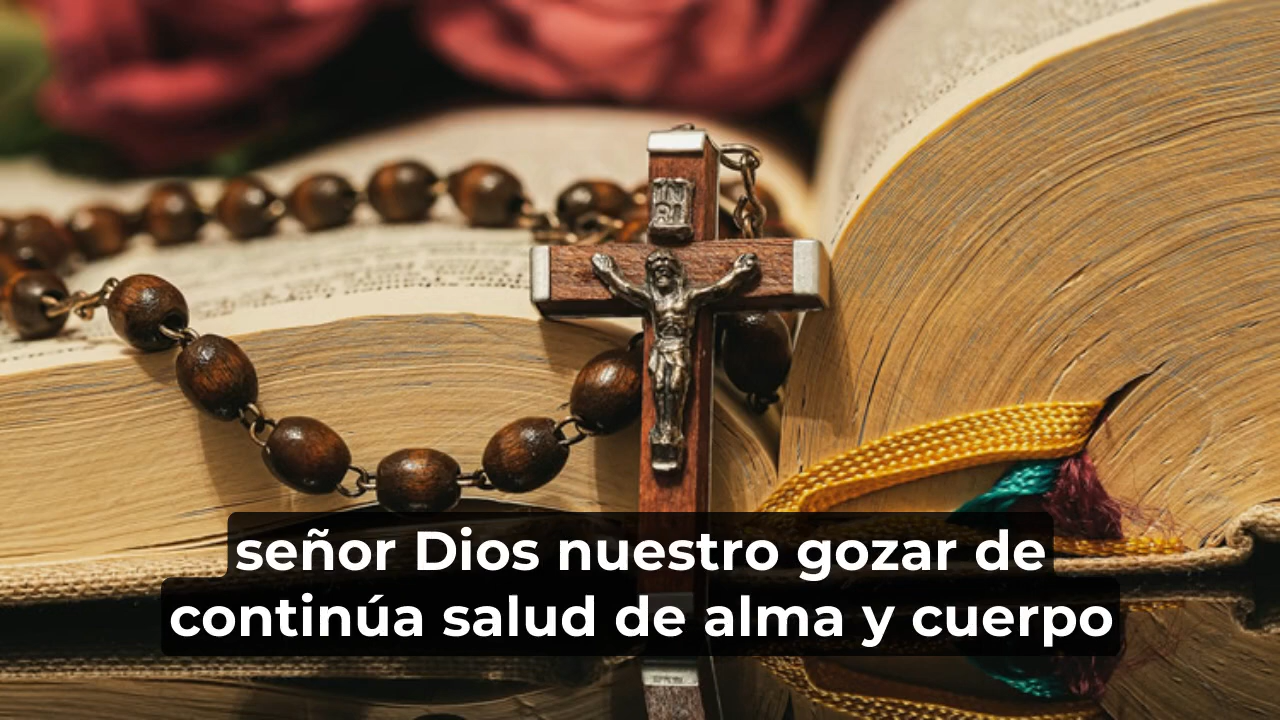 señor Dios nuestro gozar de
continúa salud de alma y cuerpo